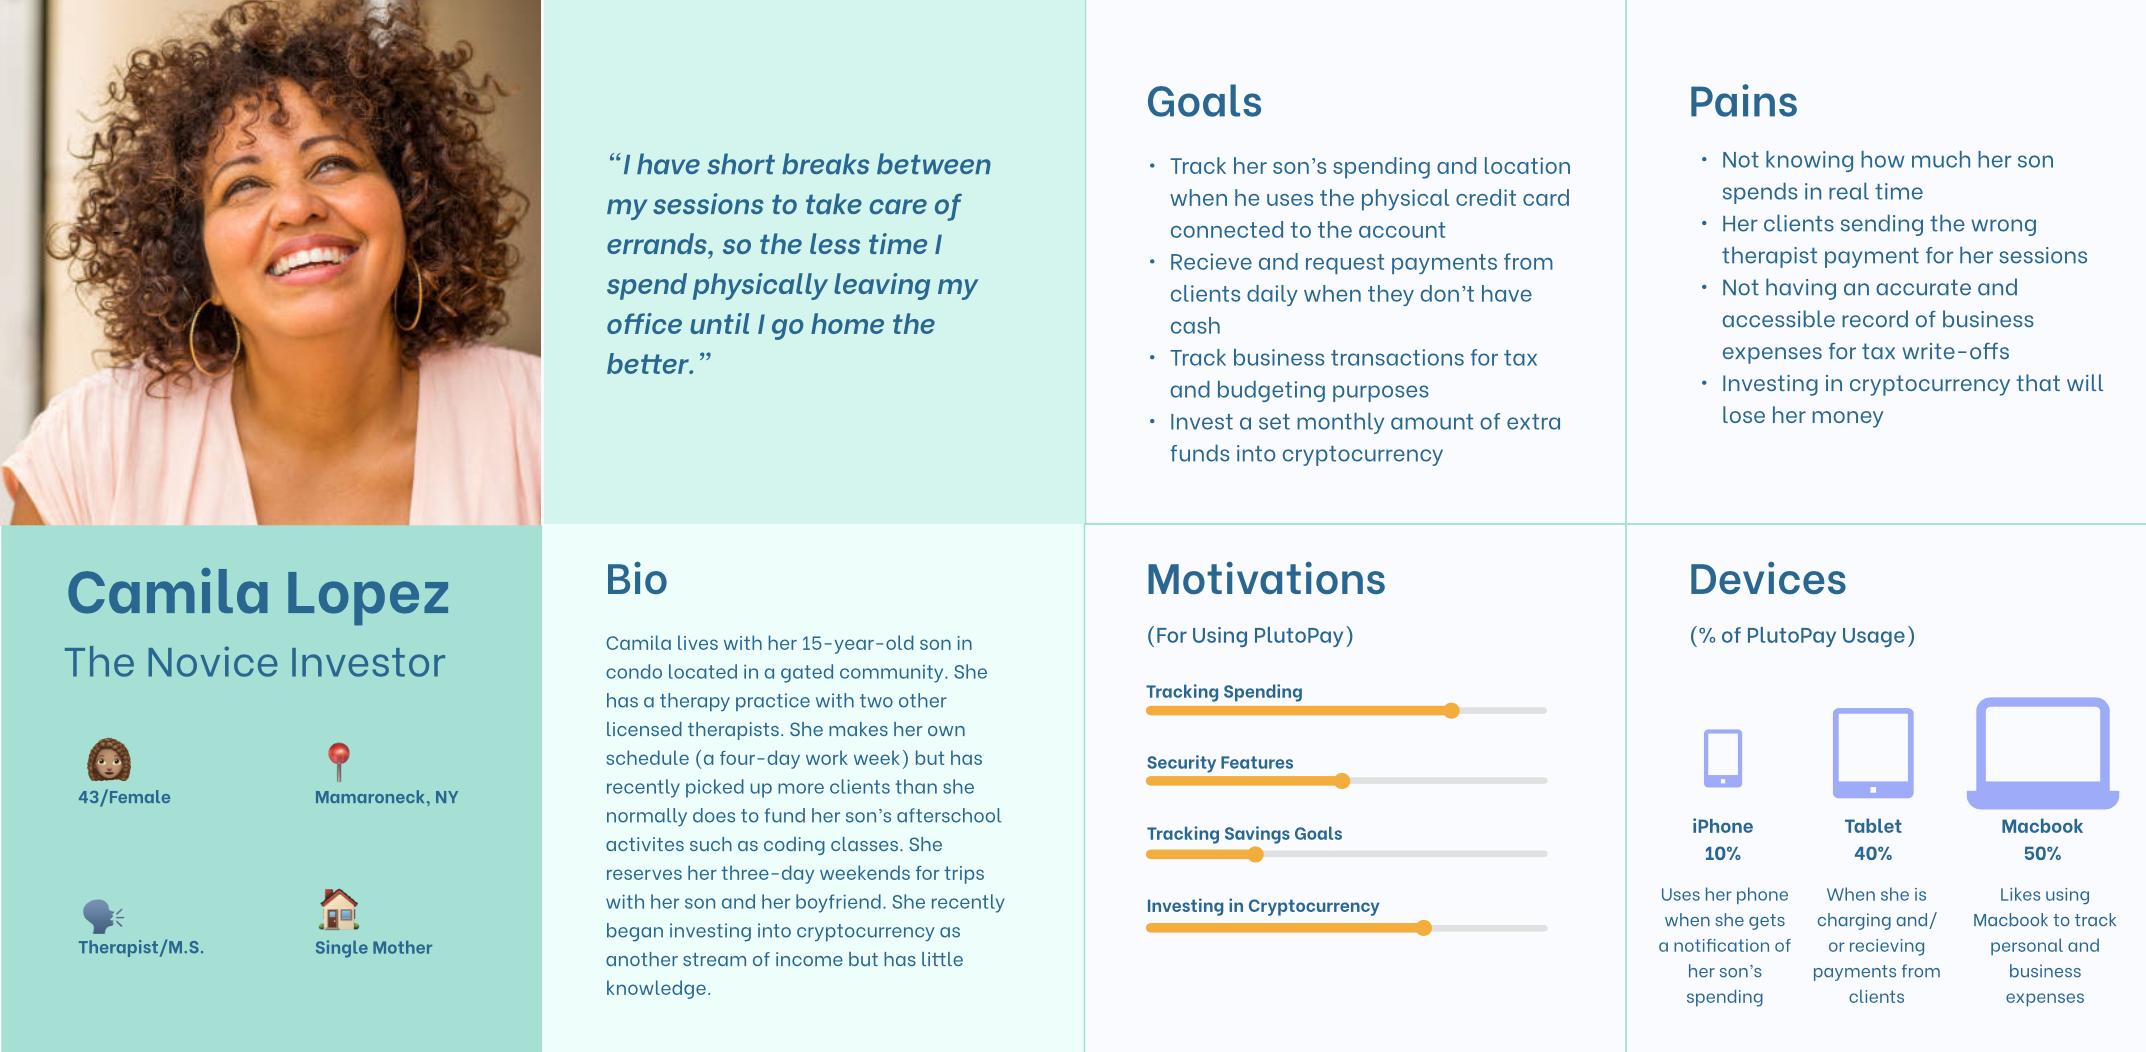 “I have short breaks between
my sessions to take care of
errands, so the less time I
spend physically leaving my
office until I go home the
better.”
Goals
• Track her son’s spending and location
when he uses the physical credit card
connected to the account
• Recieve and request payments from
clients daily when they don’t have
cash
• Track business transactions for tax
and budgeting purposes
• Invest a set monthly amount of extra
funds into cryptocurrency
Pains
• Not knowing how much her son
spends in real time
• Her clients sending the wrong
therapist payment for her sessions
• Not having an accurate and
accessible record of business
expenses for tax write-offs
• Investing in cryptocurrency that will
lose her money
Camila Lopez
The Novice Investor
43/Female
Mamaroneck, NY
Therapist/M.S.
Single Mother
Bio
Camila lives with her 15-year-old son in
condo located in a gated community. She
has a therapy practice with two other
licensed therapists. She makes her own
schedule (a four-day work week) but has
recently picked up more clients than she
normally does to fund her son’s afterschool
activites such as coding classes. She
reserves her three-day weekends for trips
with her son and her boyfriend. She recently
began investing into cryptocurrency as
another stream of income but has little
knowledge.
Motivations
(For Using PlutoPay)
Tracking Spending
Security Features
Tracking Savings Goals
Investing in Cryptocurrency
Devices
(% of PlutoPay Usage)
iPhone
10%
Uses her phone
when she gets
a notification of
her son’s
spending
Tablet
40%
When she is
charging and/
or recieving
payments from
clients
Macbook
50%
Likes using
Macbook to track
personal and
business
expenses